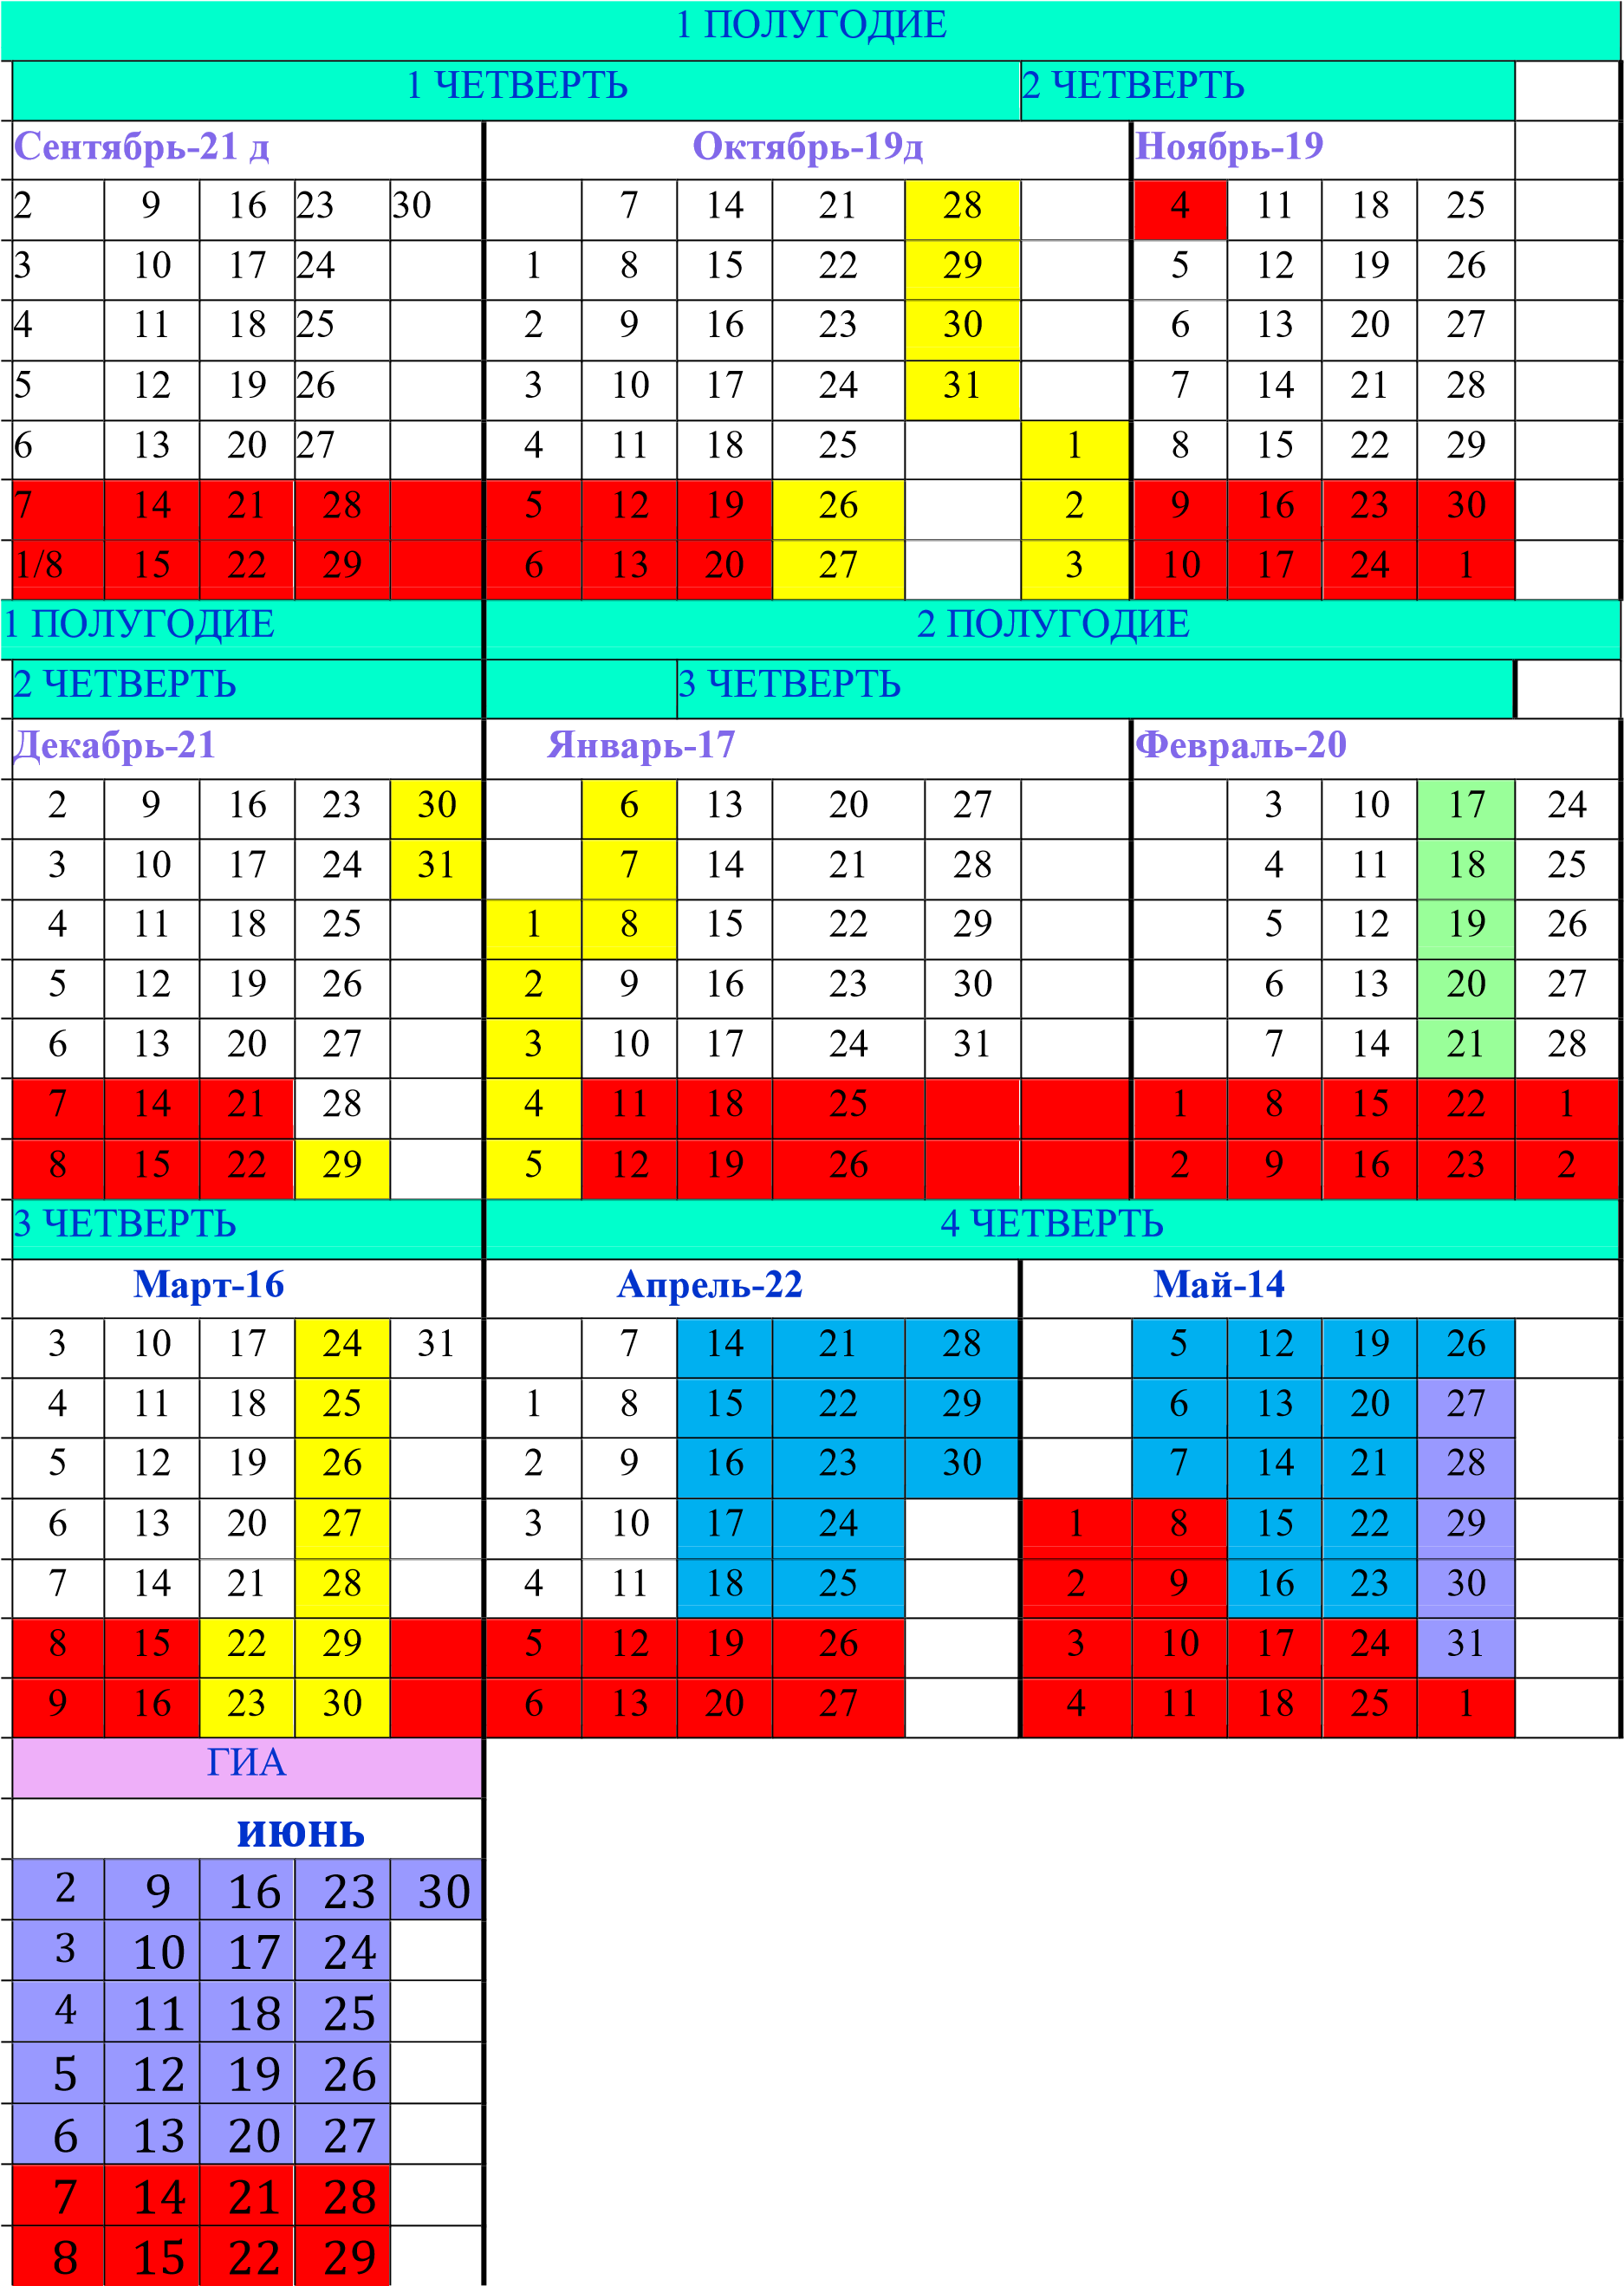 1 ПОЛУГОДИЕ
1 ЧЕТВЕРТЬ 2 ЧЕТВЕРТЬ
Сентябрь-21 д Октябрь-19д Ноябрь-19
2 9 16 23 30 7 14 21 28 4 11 18 25
3 10 17 24 1 8 15 22 29 5 12 19 26
4 11 18 25 2 9 16 23 30 6 13 20 27
5 12 19 26 3 10 17 24 31 7 14 21 28
6 13 20 27 4 11 18 25 1 8 15 22 29
7 14 21 28 5 12 19 26 2 9 16 23 30
1/8 15 22 29 6 13 20 27 3 10 17 24 1
1 ПОЛУГОДИЕ 2 ПОЛУГОДИЕ
2 ЧЕТВЕРТЬ 3 ЧЕТВЕРТЬ
Декабрь-21 Январь-17 Февраль-20
2 9 16 23 30 6 13 20 27 3 10 17 24
3 10 17 24 31 7 14 21 28 4 11 18 25
4 11 18 25 1 8 15 22 29 5 12 19 26
5 12 19 26 2 9 16 23 30 6 13 20 27
6 13 20 27 3 10 17 24 31 7 14 21 28
7 14 21 28 4 11 18 25 1 8 15 22 1
8 15 22 29 5 12 19 26 2 9 16 23 2
3 ЧЕТВЕРТЬ 4 ЧЕТВЕРТЬ
Март-16 Апрель-22 Май-14
3 10 17 24 31 7 14 21 28 5 12 19 26
4 11 18 25 1 8 15 22 29 6 13 20 27
5 12 19 26 2 9 16 23 30 7 14 21 28
6 13 20 27 3 10 17 24 1 8 15 22 29
7 14 21 28 4 11 18 25 2 9 16 23 30
8 15 22 29 5 12 19 26 3 10 17 24 31
9 16 23 30 6 13 20 27 4 11 18 25 1
ГИА
июнь
2 9 16 23 30
3 10 17 24
4 11 18 25
5 12 19 26
6 13 20 27
7 14 21 28
8 15 22 29